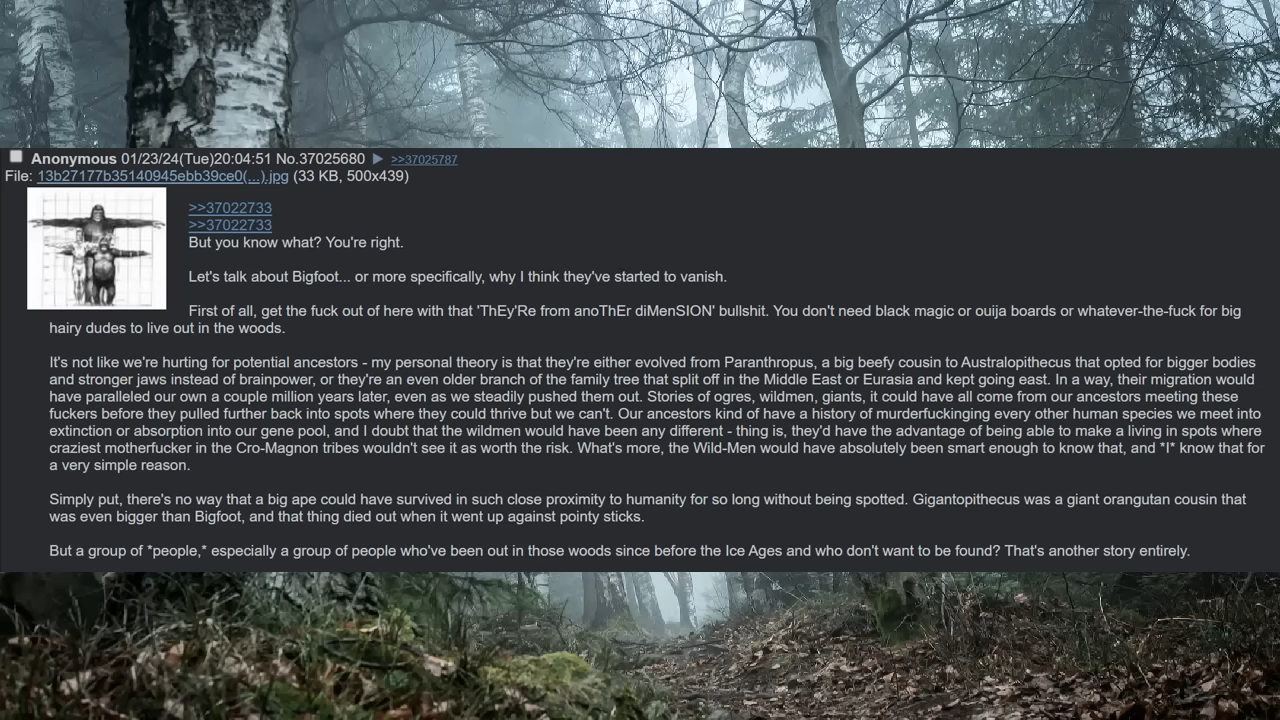 Anonymous 01/23/24(Tue)20:04:51 No.37025680 ▶ >>37025787
File: 13b27177b35140945ebb39ce0(...).jpg (33 KB, 500x439)
>>37022733
>>37022733
But you know what? You're right.
Let's talk about Bigfoot... or more specifically, why I think they've started to vanish.
First of all, get the fuck out of here with that 'ThEy'Re from anoThEr diMenSION' bullshit. You don't need black magic or ouija boards or whatever-the-fuck for big
hairy dudes to live out in the woods.
It's not like we're hurting for potential ancestors - my personal theory is that they're either evolved from Paranthropus, a big beefy cousin to Australopithecus that opted for bigger bodies
and stronger jaws instead of brainpower, or they're an even older branch of the family tree that split off in the Middle East or Eurasia and kept going east. In a way, their migration would
have paralleled our own a couple million years later, even as we steadily pushed them out. Stories of ogres, wildmen, giants, it could have all come from our ancestors meeting these
fuckers before they pulled further back into spots where they could thrive but we can't. Our ancestors kind of have a history of murderfuckinging every other human species we meet into
extinction or absorption into our gene pool, and I doubt that the wildmen would have been any different - thing is, they'd have the advantage of being able to make a living in spots where
craziest motherfucker in the Cro-Magnon tribes wouldn't see it as worth the risk. What's more, the Wild-Men would have absolutely been smart enough to know that, and *I* know that for
a very simple reason.
Simply put, there's no way that a big ape could have survived in such close proximity to humanity for so long without being spotted. Gigantopithecus was a giant orangutan cousin that
was even bigger than Bigfoot, and that thing died out when it went up against pointy sticks.
But a group of *people,* especially a group of people who've been out in those woods since before the Ice Ages and who don't want to be found? That's another story entirely.